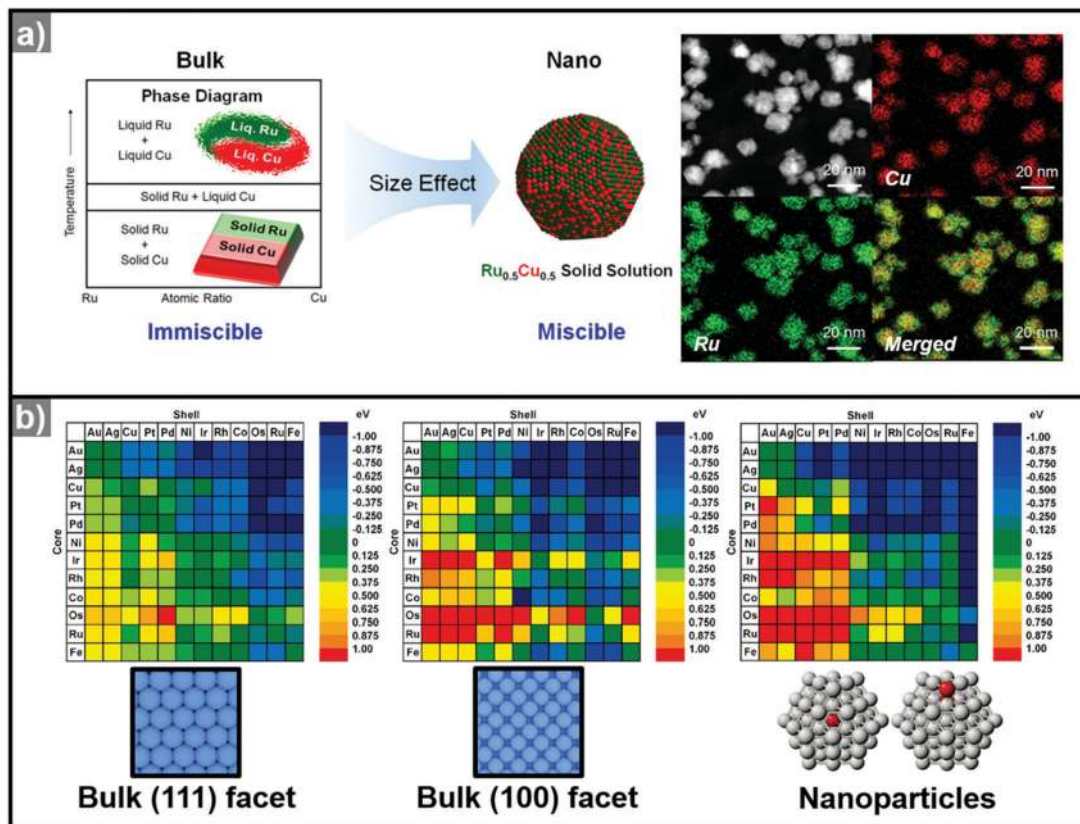 a)
Bulk
Phase Diagram
Temperature
Liquid Ru
+
Liquid Cu
Liq. Ru
Liq. Cu
Solid Ru + Liquid Cu
Solid Ru
+
Solid Cu
Solid Ru
Solid Cu
Ru Atomic Ratio Cu
Immiscible
Size Effect
Nano
Ru0.5Cu0.5 Solid Solution
Miscible
20 nm
Cu
20 nm
Ru
20 nm
Merged
20 nm
b)
Shell
Au Ag Cu Pt Pd Ni Ir Rh Co Os Ru Fe
Core
Au
Ag
Cu
Pt
Pd
Ni
Ir
Rh
Co
Os
Ru
Fe
eV
-1.00
-0.875
-0.750
-0.625
-0.500
-0.375
-0.250
-0.125
0
0.125
0.250
0.375
0.500
0.625
0.750
0.875
1.00
Bulk (111) facet
Shell
Au Ag Cu Pt Pd Ni Ir Rh Co Os Ru Fe
Core
Au
Ag
Cu
Pt
Pd
Ni
Ir
Rh
Co
Os
Ru
Fe
eV
-1.00
-0.875
-0.750
-0.625
-0.500
-0.375
-0.250
-0.125
0
0.125
0.250
0.375
0.500
0.625
0.750
0.875
1.00
Bulk (100) facet
Shell
Au Ag Cu Pt Pd Ni Ir Rh Co Os Ru Fe
Core
Au
Ag
Cu
Pt
Pd
Ni
Ir
Rh
Co
Os
Ru
Fe
eV
-1.00
-0.875
-0.750
-0.625
-0.500
-0.375
-0.250
-0.125
0
0.125
0.250
0.375
0.500
0.625
0.750
0.875
1.00
Nanoparticles